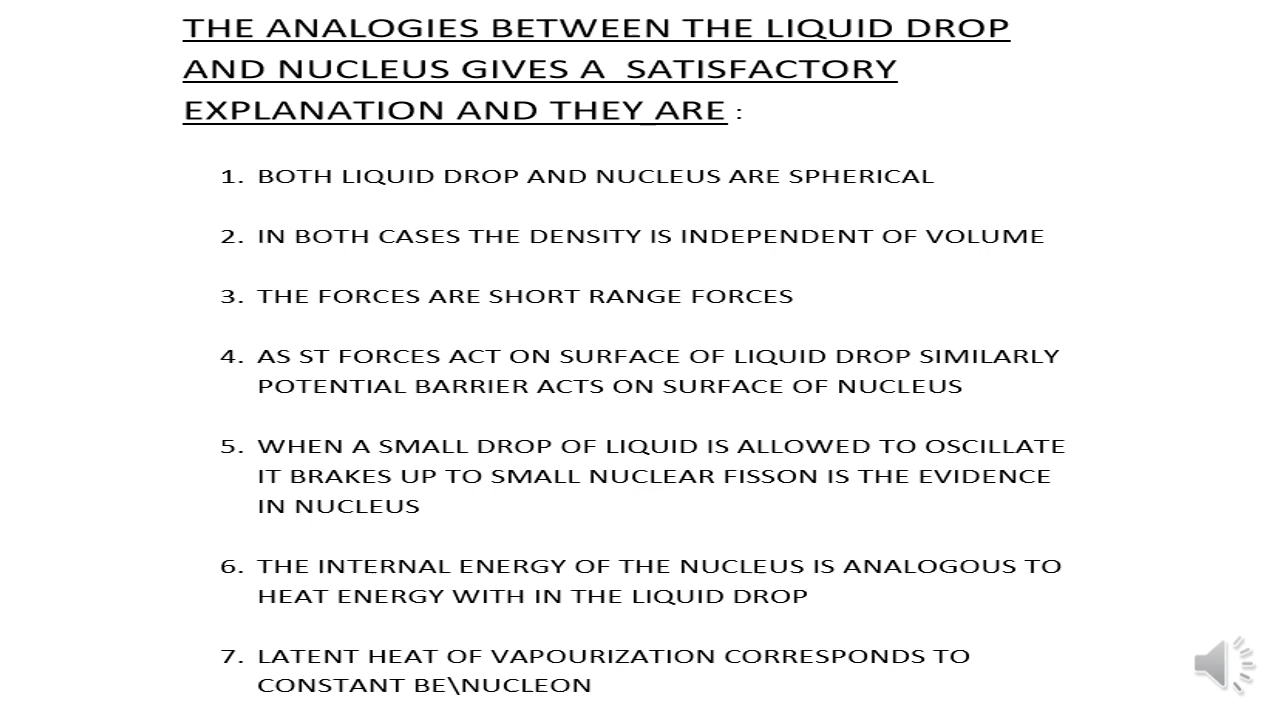 THE ANALOGIES BETWEEN THE LIQUID DROP
AND NUCLEUS GIVES A SATISFACTORY
EXPLANATION AND THEY ARE :
1. BOTH LIQUID DROP AND NUCLEUS ARE SPHERICAL
2. IN BOTH CASES THE DENSITY IS INDEPENDENT OF VOLUME
3. THE FORCES ARE SHORT RANGE FORCES
4. AS ST FORCES ACT ON SURFACE OF LIQUID DROP SIMILARLY
POTENTIAL BARRIER ACTS ON SURFACE OF NUCLEUS
5. WHEN A SMALL DROP OF LIQUID IS ALLOWED TO OSCILLATE
IT BRAKES UP TO SMALL NUCLEAR FISSON IS THE EVIDENCE
IN NUCLEUS
6. THE INTERNAL ENERGY OF THE NUCLEUS IS ANALOGOUS TO
HEAT ENERGY WITH IN THE LIQUID DROP
7. LATENT HEAT OF VAPOURIZATION CORRESPONDS TO
CONSTANT BE\NUCLEON